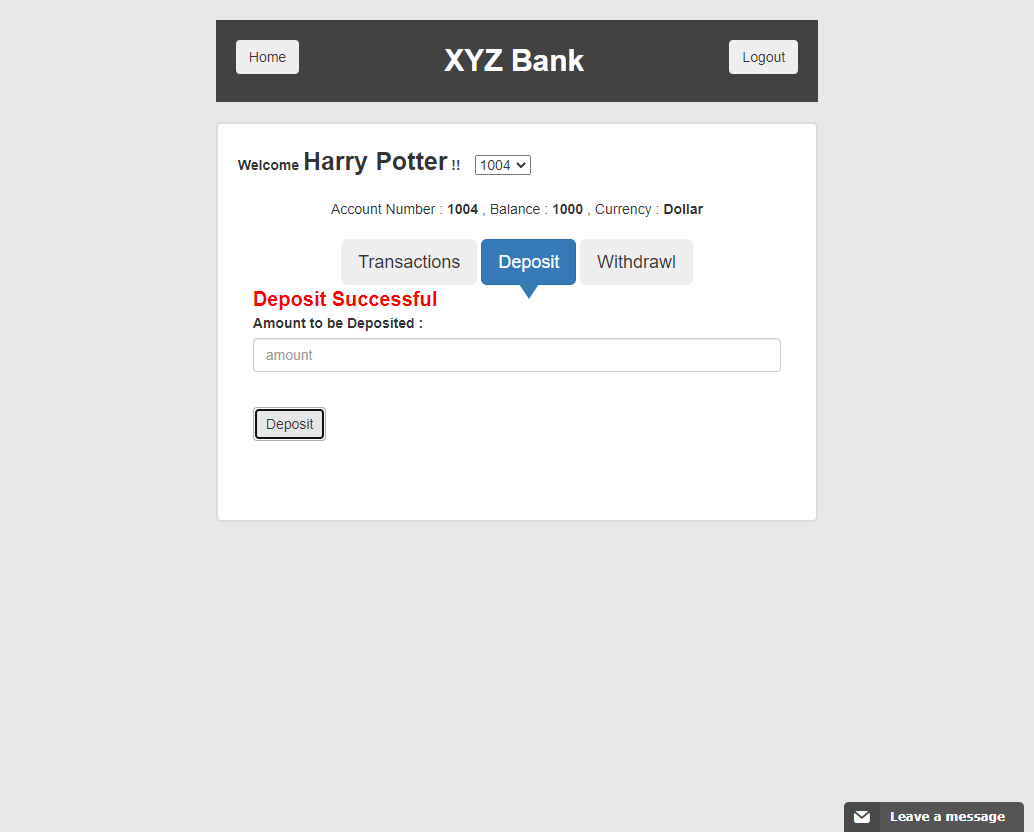 Home
XYZ Bank
Logout
Welcome Harry Potter !! 1004
Account Number : 1004 , Balance : 1000 , Currency : Dollar
Transactions Deposit Withdrawl
Deposit Successful
Amount to be Deposited :
amount
Deposit
Leave a message